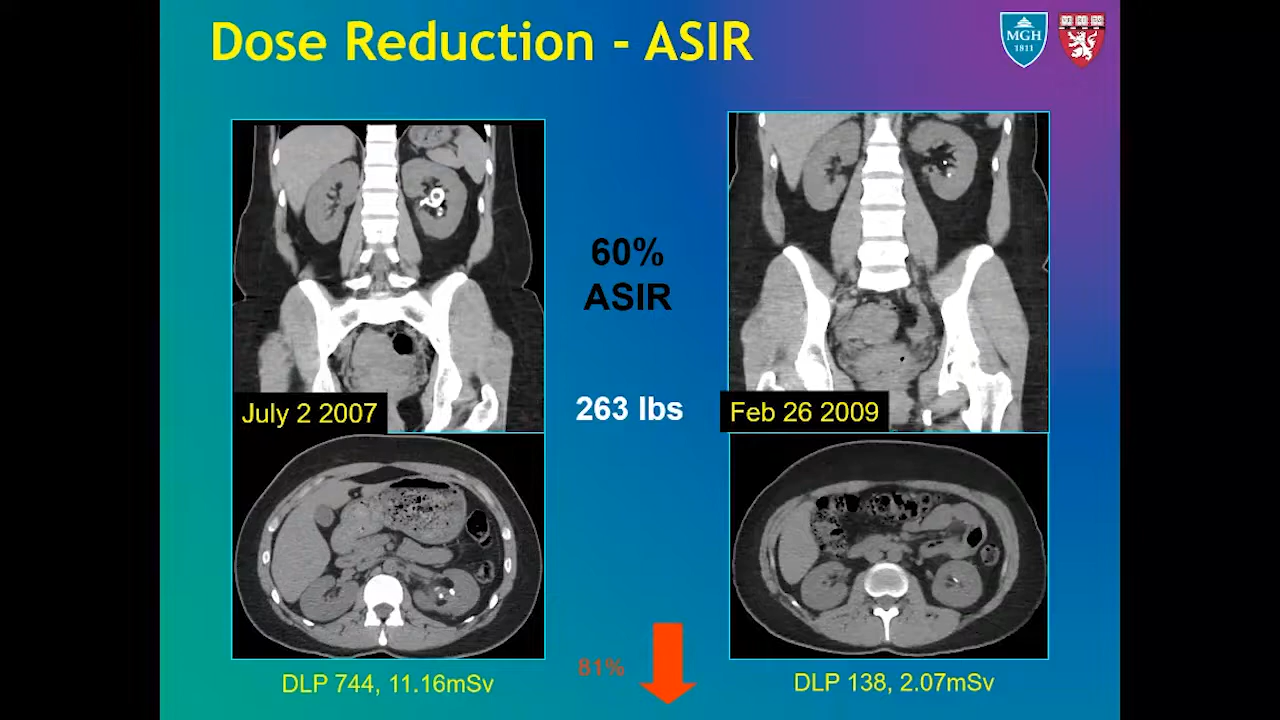 Dose Reduction - ASIR
MGH
1811
60%
ASIR
263 lbs
July 2 2007
Feb 26 2009
81%
DLP 744, 11.16mSv
DLP 138, 2.07mSv